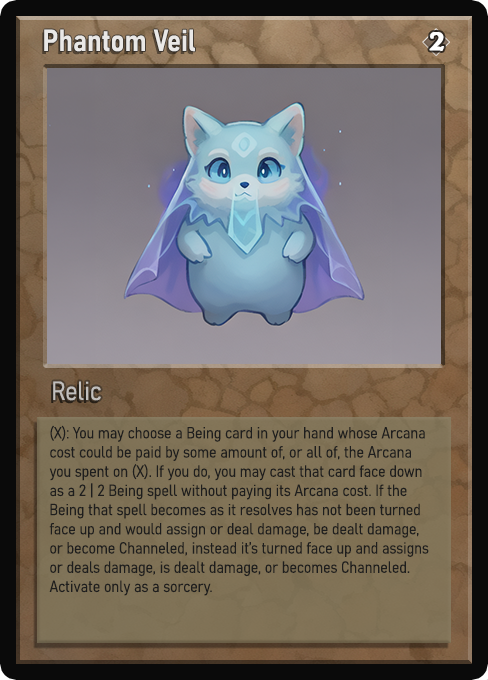 Phantom Veil
2
Relic
(X): You may choose a Being card in your hand whose Arcana
cost could be paid by some amount of, or all of, the Arcana
you spent on (X). If you do, you may cast that card face down
as a 2 | 2 Being spell without paying its Arcana cost. If the
Being that spell becomes as it resolves has not been turned
face up and would assign or deal damage, be dealt damage,
or become Channeled, instead it's turned face up and assigns
or deals damage, is dealt damage, or becomes Channeled.
Activate only as a sorcery.